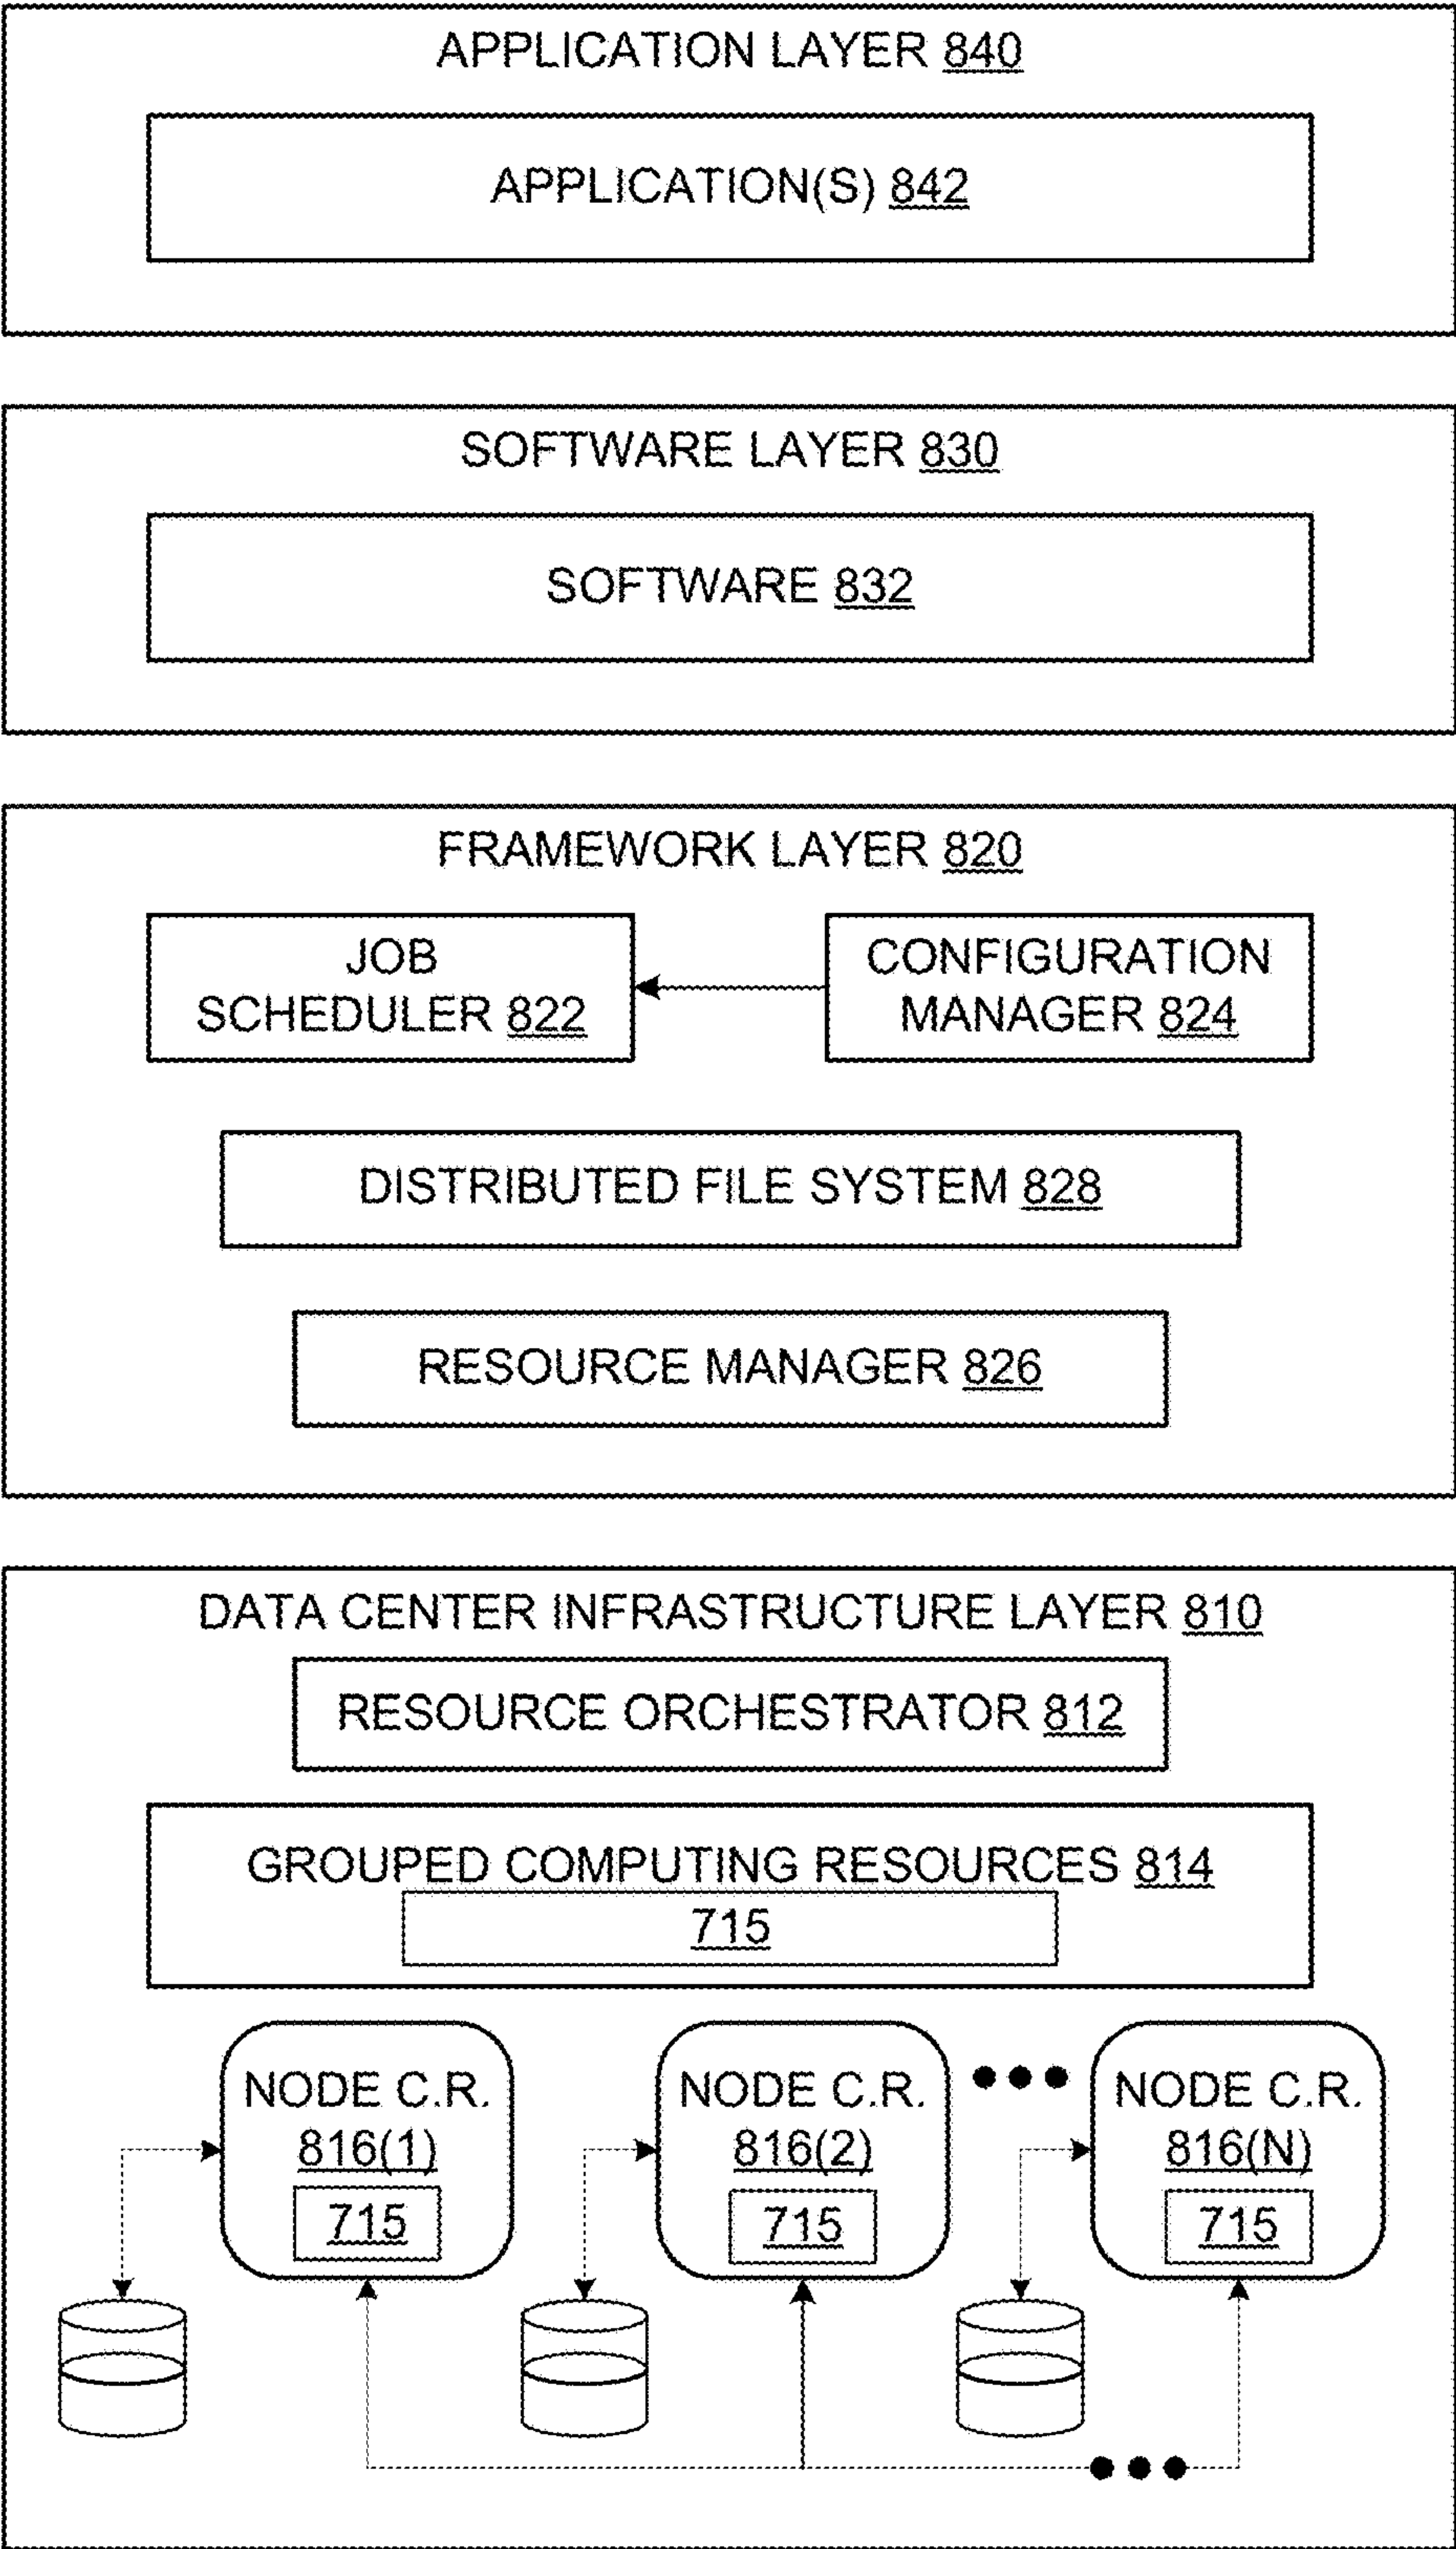 APPLICATION LAYER 840
APPLICATION(S) 842
SOFTWARE LAYER 830
SOFTWARE 832
FRAMEWORK LAYER 820
JOB
SCHEDULER 822
CONFIGURATION
MANAGER 824
DISTRIBUTED FILE SYSTEM 828
RESOURCE MANAGER 826
DATA CENTER INFRASTRUCTURE LAYER 810
RESOURCE ORCHESTRATOR 812
GROUPED COMPUTING RESOURCES 814
715
NODE C.R.
816(1)
715
NODE C.R.
816(2)
715
NODE C.R.
816(N)
715